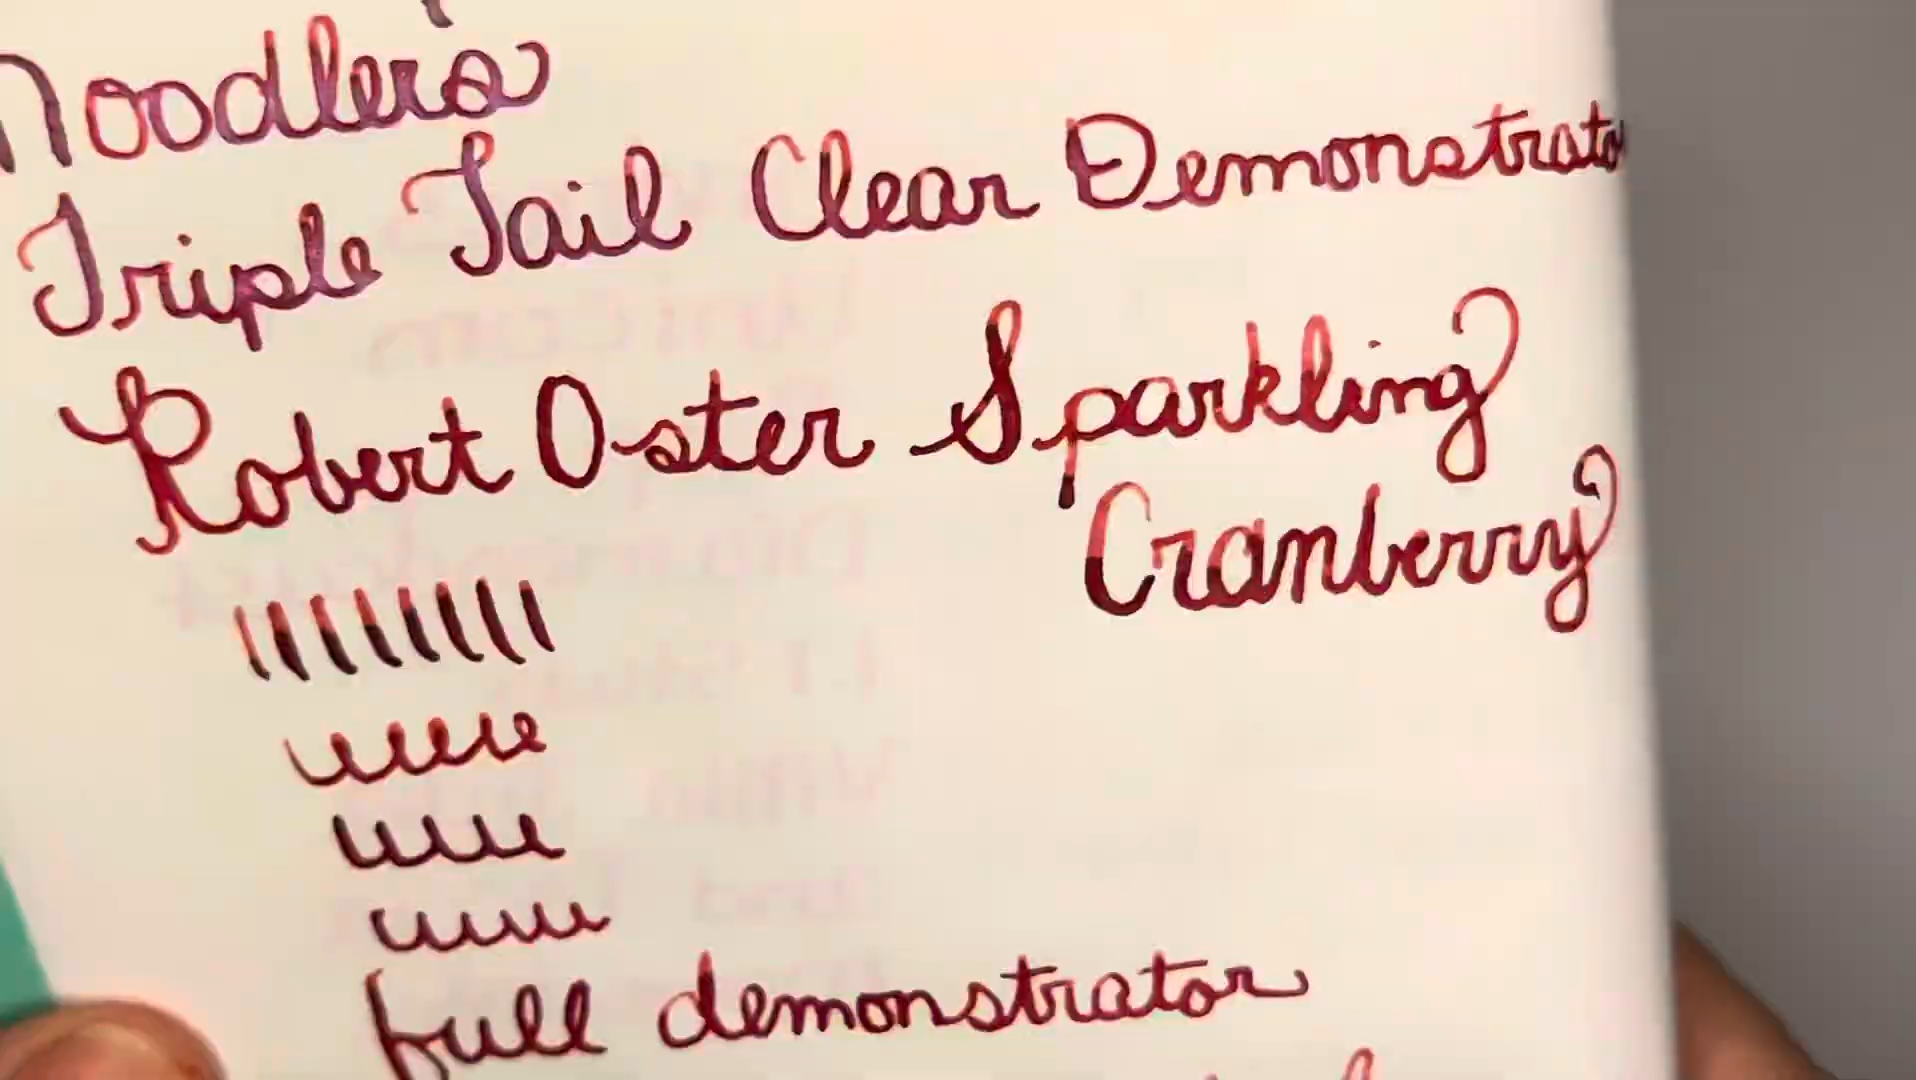 Noodler's
Triple Tail Clear Demonstrator
Robert Oster Sparkling
Cranberry
full demonstrator